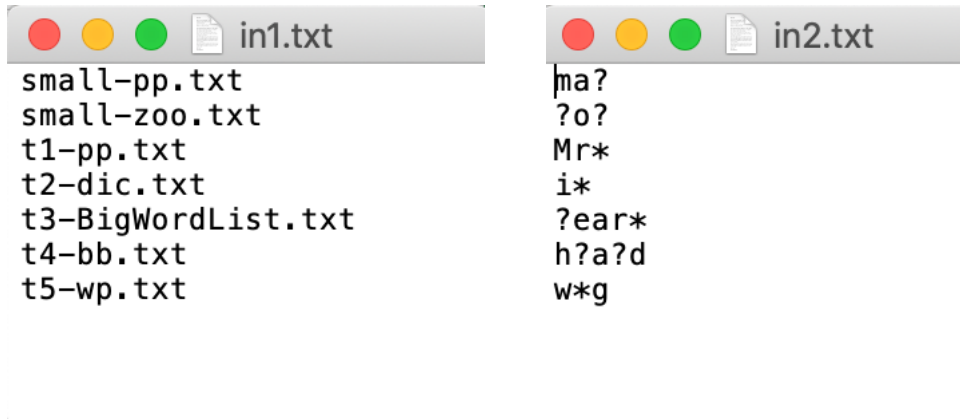 in1.txt
small-pp.txt
small-zoo.txt
t1-pp.txt
t2-dic.txt
t3-BigWordList.txt
t4-bb.txt
t5-wp.txt
in2.txt
ma?
?o?
Mr*
i*
?ear*
h?a?d
w*g